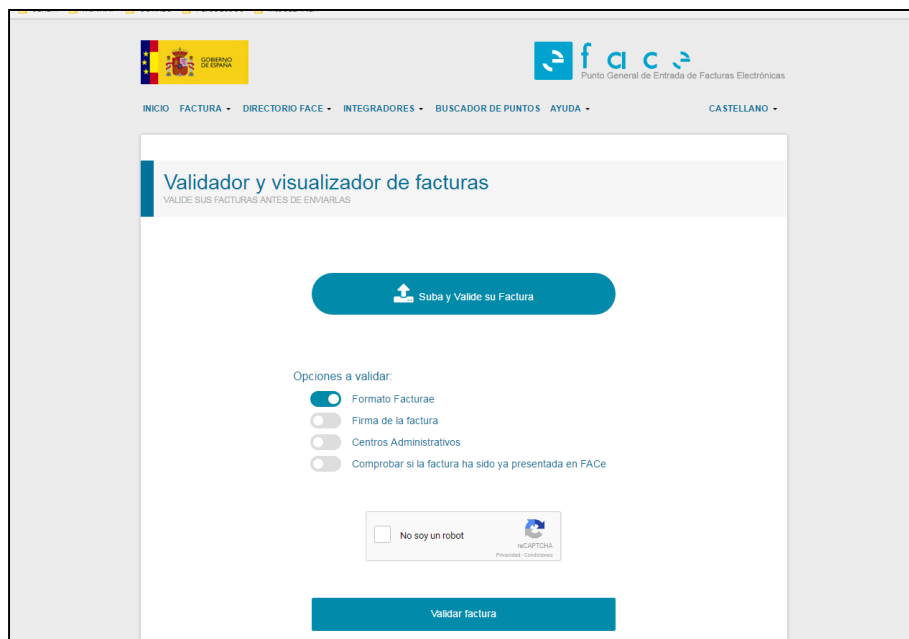 GOBIERNO
DE ESPAÑA
face
Punto General de Entrada de Facturas Electrónicas
INICIO FACTURA DIRECTORIO FACE INTEGRADORES BUSCADOR DE PUNTOS AYUDA CASTELLANO
Validador y visualizador de facturas
VALIDE SUS FACTURAS ANTES DE ENVIARLAS
Suba y Valide su Factura
Opciones a validar:
Formato Facturae
Firma de la factura
Centros Administrativos
Comprobar si la factura ha sido ya presentada en FACe
No soy un robot
reCAPTCHA
Privacidad - Condiciones
Validar factura